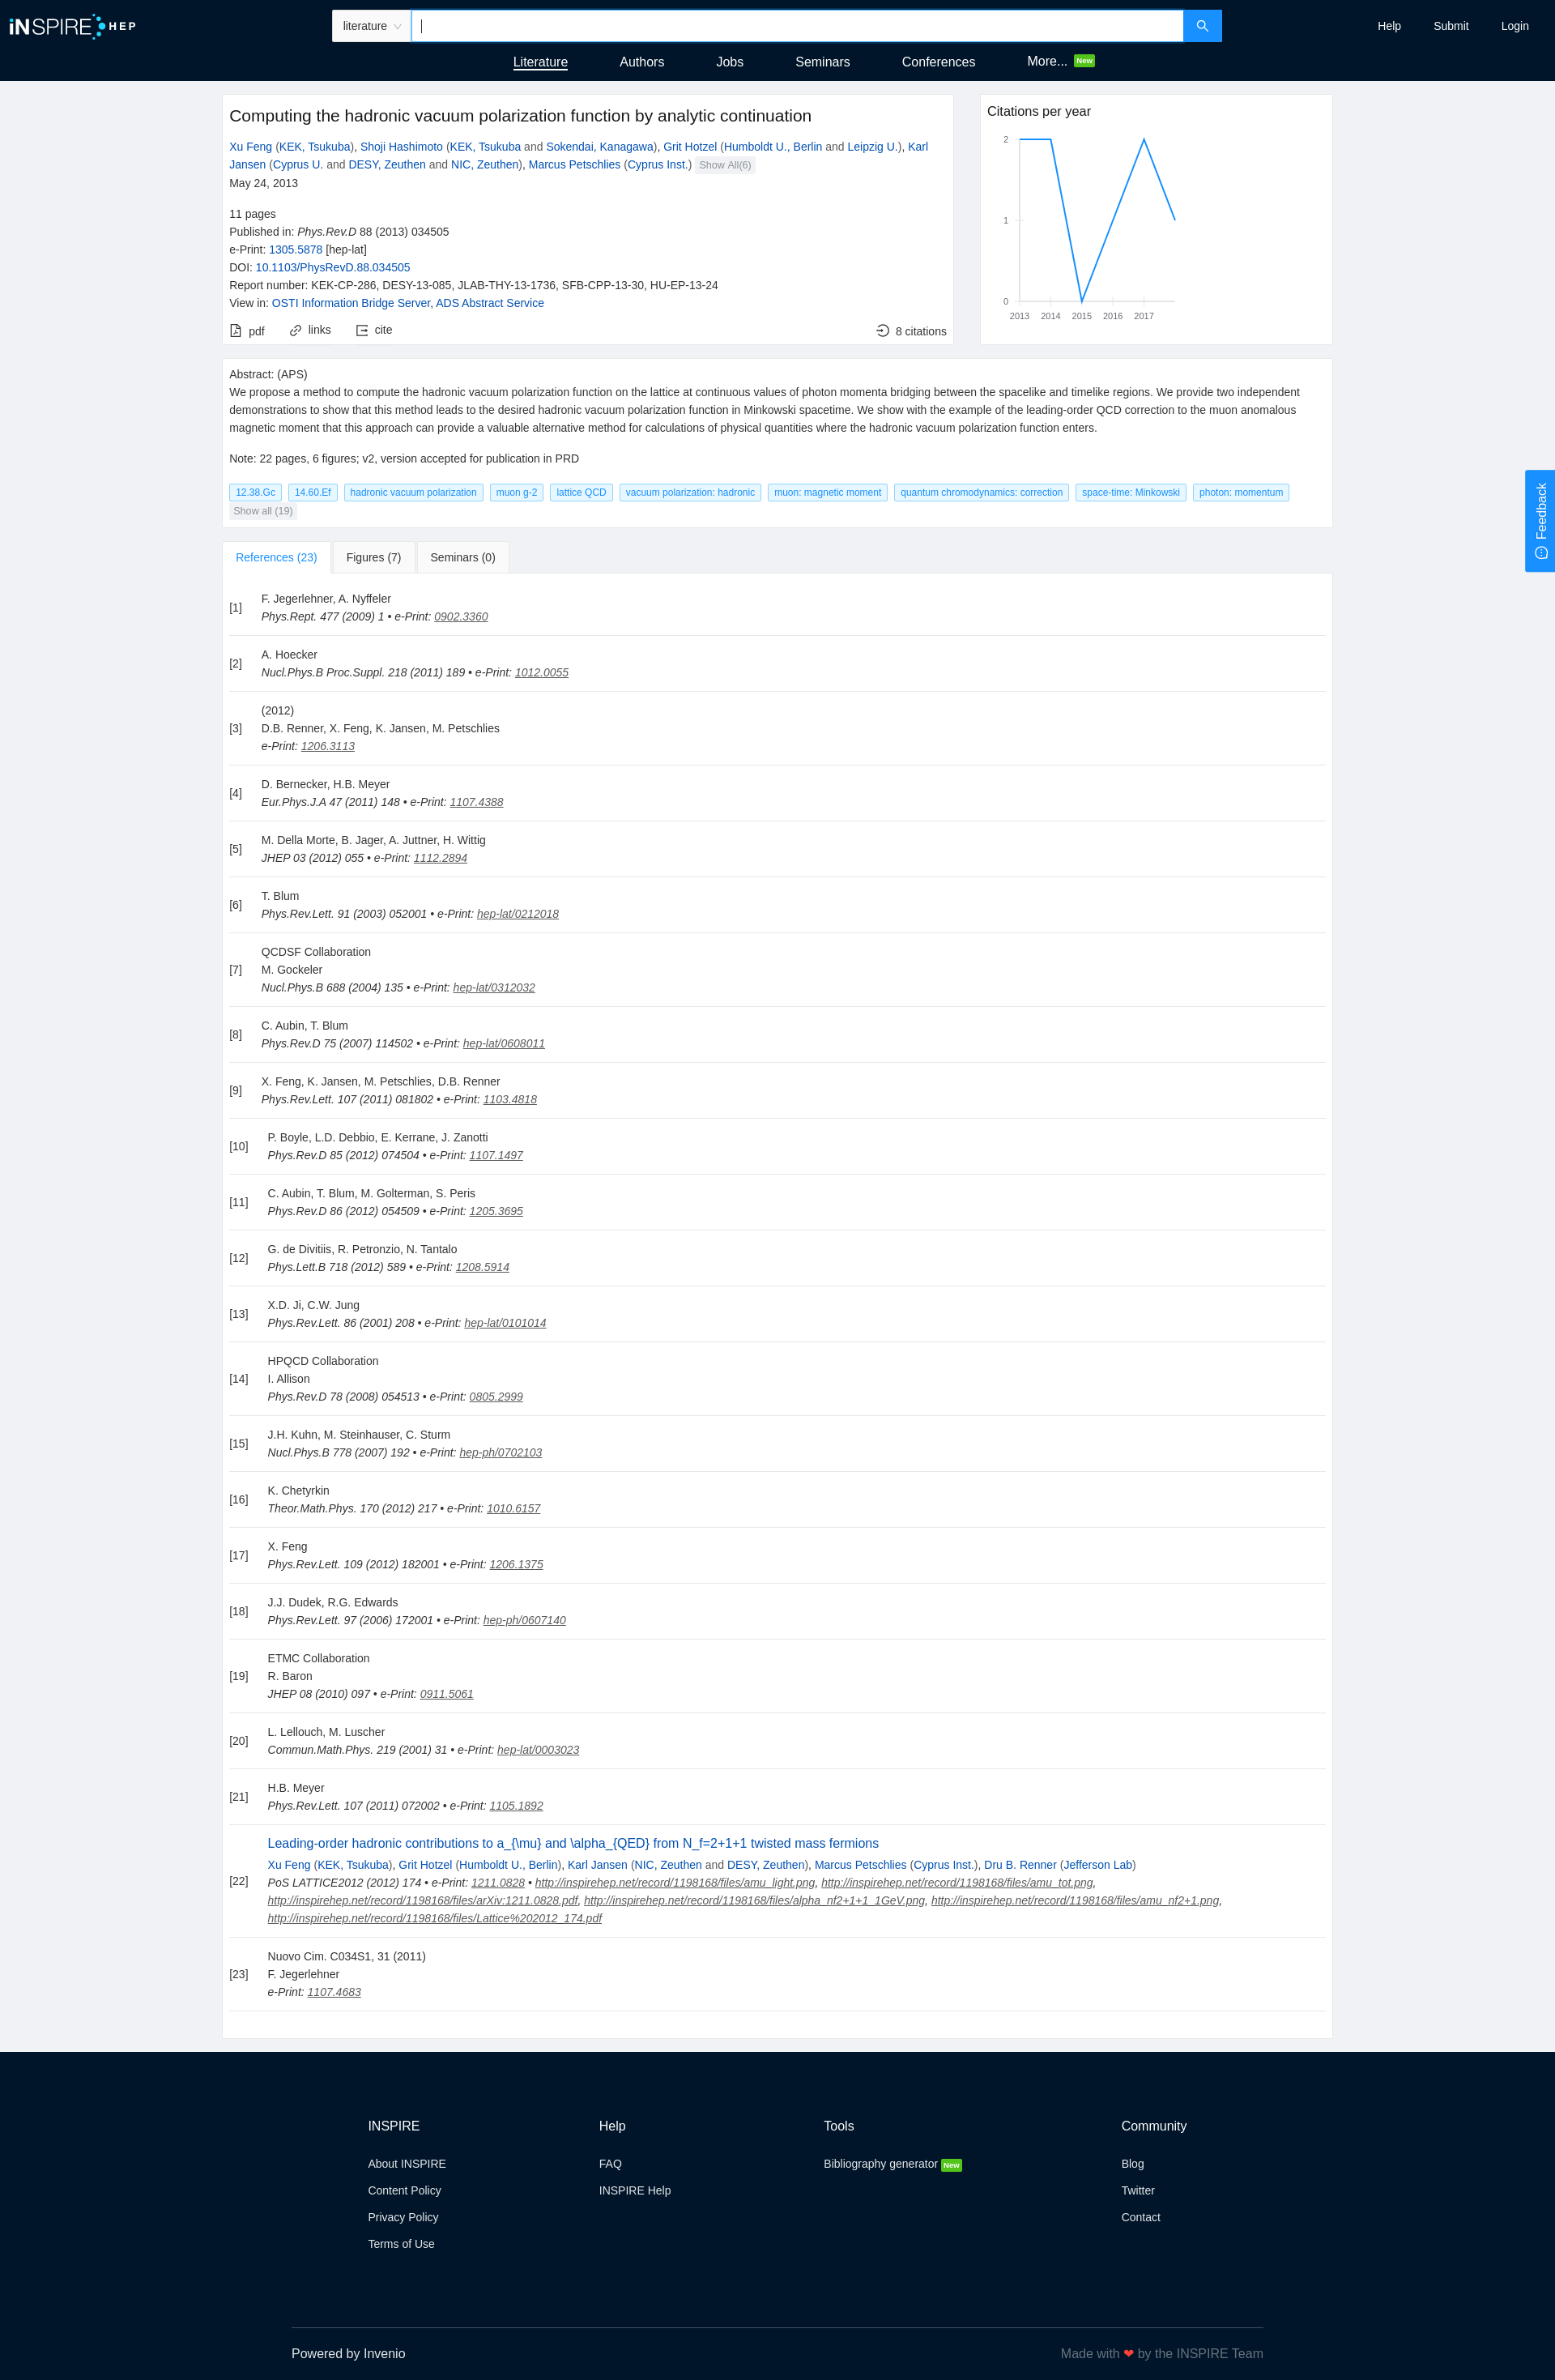 iNSPIRE HEP
literature
Help Submit Login
Literature Authors Jobs Seminars Conferences More... New
Computing the hadronic vacuum polarization function by analytic continuation
Xu Feng (KEK, Tsukuba), Shoji Hashimoto (KEK, Tsukuba and Sokendai, Kanagawa), Grit Hotzel (Humboldt U., Berlin and Leipzig U.), Karl
Jansen (Cyprus U. and DESY, Zeuthen and NIC, Zeuthen), Marcus Petschlies (Cyprus Inst.) Show All(6)
May 24, 2013
11 pages
Published in: Phys.Rev.D 88 (2013) 034505
e-Print: 1305.5878 [hep-lat]
DOI: 10.1103/PhysRevD.88.034505
Report number: KEK-CP-286, DESY-13-085, JLAB-THY-13-1736, SFB-CPP-13-30, HU-EP-13-24
View in: OSTI Information Bridge Server, ADS Abstract Service
pdf links cite 8 citations
Citations per year
2
1
0
2013 2014 2015 2016 2017
Abstract: (APS)
We propose a method to compute the hadronic vacuum polarization function on the lattice at continuous values of photon momenta bridging between the spacelike and timelike regions. We provide two independent
demonstrations to show that this method leads to the desired hadronic vacuum polarization function in Minkowski spacetime. We show with the example of the leading-order QCD correction to the muon anomalous
magnetic moment that this approach can provide a valuable alternative method for calculations of physical quantities where the hadronic vacuum polarization function enters.
Note: 22 pages, 6 figures; v2, version accepted for publication in PRD
12.38.Gc 14.60.Ef hadronic vacuum polarization muon g-2 lattice QCD vacuum polarization: hadronic muon: magnetic moment quantum chromodynamics: correction space-time: Minkowski photon: momentum
Show all (19)
Feedback
References (23) Figures (7) Seminars (0)
[1]
F. Jegerlehner, A. Nyffeler
Phys.Rept. 477 (2009) 1 • e-Print: 0902.3360
[2]
A. Hoecker
Nucl.Phys.B Proc.Suppl. 218 (2011) 189 • e-Print: 1012.0055
[3]
(2012)
D.B. Renner, X. Feng, K. Jansen, M. Petschlies
e-Print: 1206.3113
[4]
D. Bernecker, H.B. Meyer
Eur.Phys.J.A 47 (2011) 148 • e-Print: 1107.4388
[5]
M. Della Morte, B. Jager, A. Juttner, H. Wittig
JHEP 03 (2012) 055 • e-Print: 1112.2894
[6]
T. Blum
Phys.Rev.Lett. 91 (2003) 052001 • e-Print: hep-lat/0212018
[7]
QCDSF Collaboration
M. Gockeler
Nucl.Phys.B 688 (2004) 135 • e-Print: hep-lat/0312032
[8]
C. Aubin, T. Blum
Phys.Rev.D 75 (2007) 114502 • e-Print: hep-lat/0608011
[9]
X. Feng, K. Jansen, M. Petschlies, D.B. Renner
Phys.Rev.Lett. 107 (2011) 081802 • e-Print: 1103.4818
[10]
P. Boyle, L.D. Debbio, E. Kerrane, J. Zanotti
Phys.Rev.D 85 (2012) 074504 • e-Print: 1107.1497
[11]
C. Aubin, T. Blum, M. Golterman, S. Peris
Phys.Rev.D 86 (2012) 054509 • e-Print: 1205.3695
[12]
G. de Divitiis, R. Petronzio, N. Tantalo
Phys.Lett.B 718 (2012) 589 • e-Print: 1208.5914
[13]
X.D. Ji, C.W. Jung
Phys.Rev.Lett. 86 (2001) 208 • e-Print: hep-lat/0101014
[14]
HPQCD Collaboration
I. Allison
Phys.Rev.D 78 (2008) 054513 • e-Print: 0805.2999
[15]
J.H. Kuhn, M. Steinhauser, C. Sturm
Nucl.Phys.B 778 (2007) 192 • e-Print: hep-ph/0702103
[16]
K. Chetyrkin
Theor.Math.Phys. 170 (2012) 217 • e-Print: 1010.6157
[17]
X. Feng
Phys.Rev.Lett. 109 (2012) 182001 • e-Print: 1206.1375
[18]
J.J. Dudek, R.G. Edwards
Phys.Rev.Lett. 97 (2006) 172001 • e-Print: hep-ph/0607140
[19]
ETMC Collaboration
R. Baron
JHEP 08 (2010) 097 • e-Print: 0911.5061
[20]
L. Lellouch, M. Luscher
Commun.Math.Phys. 219 (2001) 31 • e-Print: hep-lat/0003023
[21]
H.B. Meyer
Phys.Rev.Lett. 107 (2011) 072002 • e-Print: 1105.1892
[22]
Leading-order hadronic contributions to a_{\mu} and \alpha_{QED} from N_f=2+1+1 twisted mass fermions
Xu Feng (KEK, Tsukuba), Grit Hotzel (Humboldt U., Berlin), Karl Jansen (NIC, Zeuthen and DESY, Zeuthen), Marcus Petschlies (Cyprus Inst.), Dru B. Renner (Jefferson Lab)
PoS LATTICE2012 (2012) 174 • e-Print: 1211.0828 • http://inspirehep.net/record/1198168/files/amu_light.png, http://inspirehep.net/record/1198168/files/amu_tot.png,
http://inspirehep.net/record/1198168/files/arXiv:1211.0828.pdf, http://inspirehep.net/record/1198168/files/alpha_nf2+1+1_1GeV.png, http://inspirehep.net/record/1198168/files/amu_nf2+1.png,
http://inspirehep.net/record/1198168/files/Lattice%202012_174.pdf
[23]
Nuovo Cim. C034S1, 31 (2011)
F. Jegerlehner
e-Print: 1107.4683
INSPIRE
About INSPIRE
Content Policy
Privacy Policy
Terms of Use
Help
FAQ
INSPIRE Help
Tools
Bibliography generator New
Community
Blog
Twitter
Contact
Powered by Invenio
Made with ❤ by the INSPIRE Team